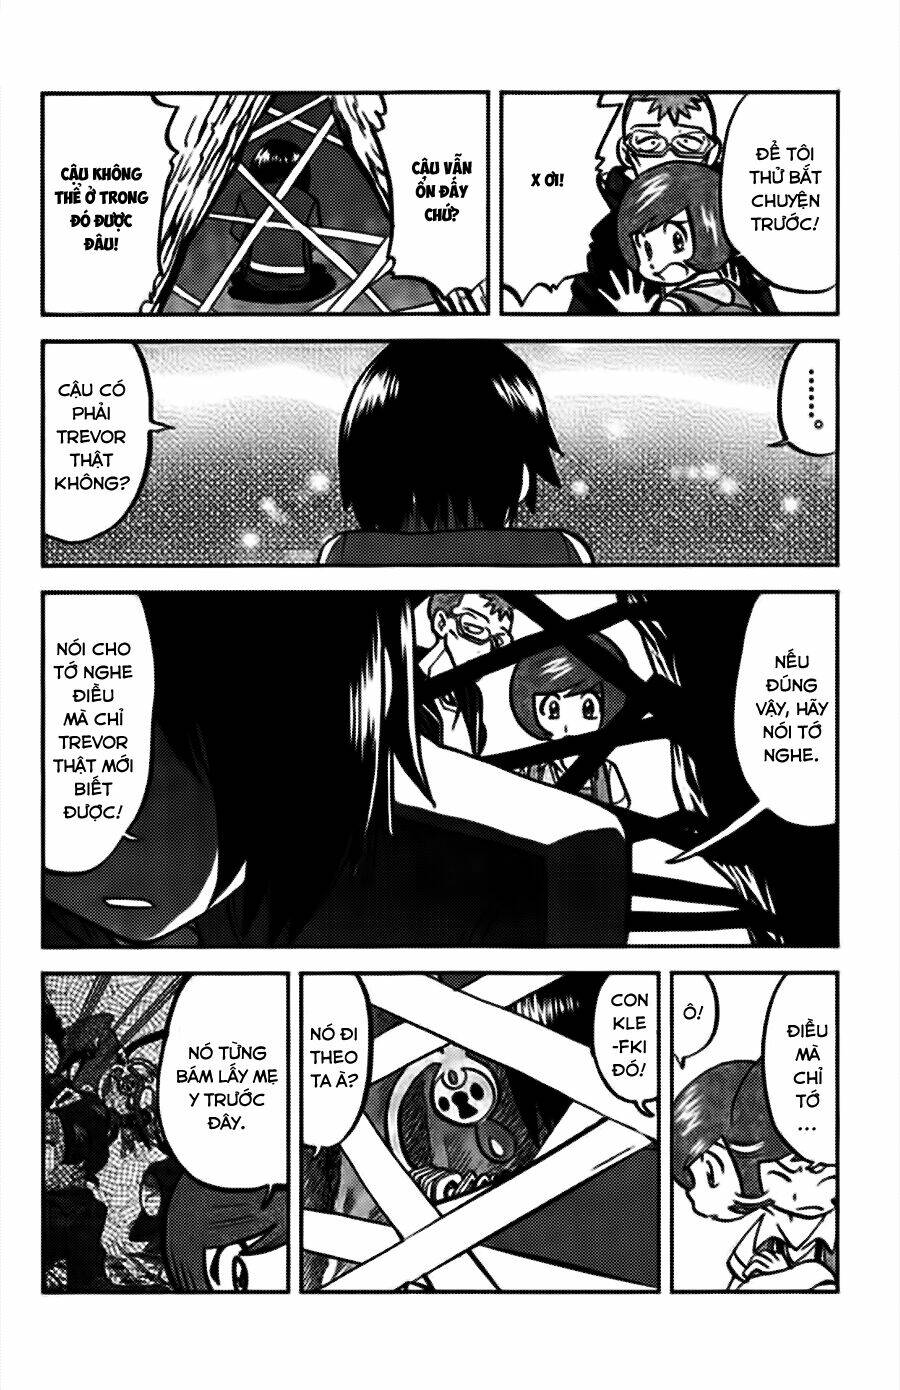 ĐỂ TÔI
THỬ BẮT
CHUYỆN
TRƯỚC!
X ƠI!
CẬU VẪN
ỔN ĐẤY
CHỨ?
CẬU KHÔNG
THỂ Ở TRONG
ĐÓ ĐƯỢC
ĐÂU!
........
CẬU CÓ
PHẢI
TREVOR
THẬT
KHÔNG?
NẾU
ĐÚNG
VẬY, HÃY
NÓI TỚ
NGHE.
NÓI CHO
TỚ NGHE
ĐIỀU
MÀ CHỈ
TREVOR
THẬT MỚI
BIẾT
ĐƯỢC!
ĐIỀU
MÀ CHỈ
TỚ
...
Ô!
CON
KLE
-FKI
ĐÓ!
NÓ ĐI
THEO
TA À?
NÓ TỪNG
BÁM LẤY MẸ
Y TRƯỚC
ĐÂY.